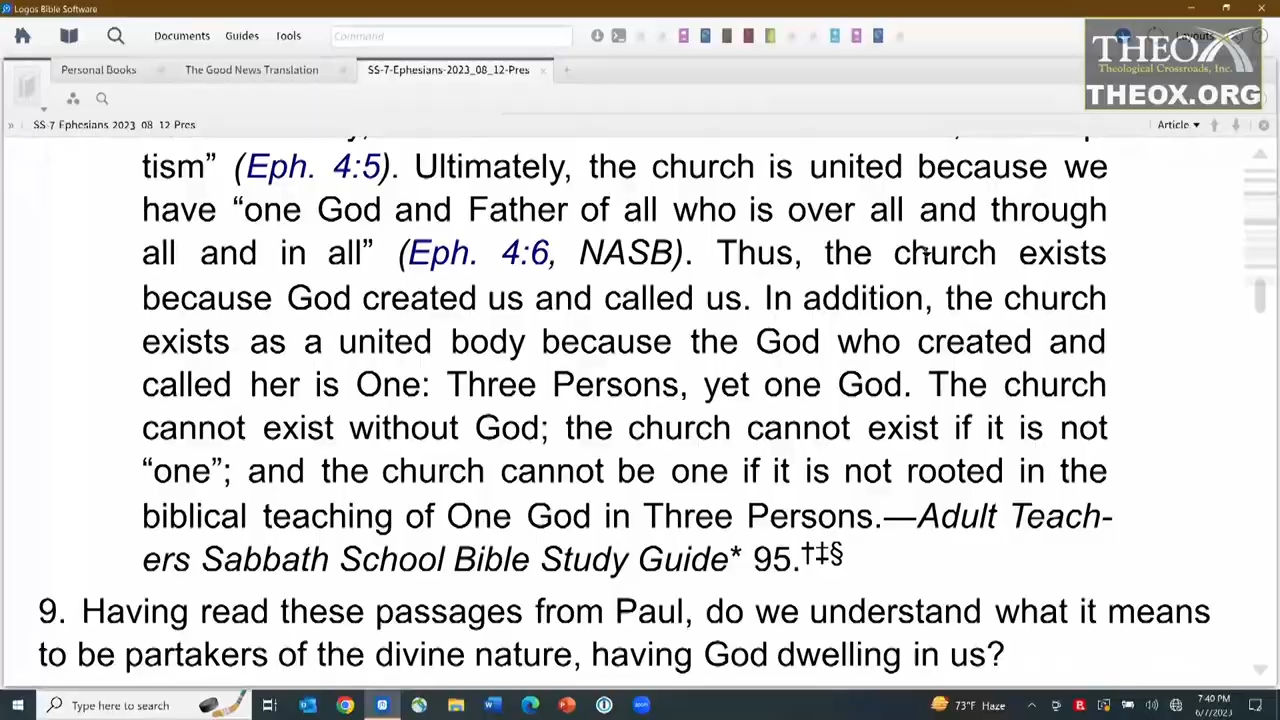 Logos Bible Software
Documents Guides Tools Command Layouts
THEOX
Theological Crossroads, Inc.
THEOX.ORG
Personal Books The Good News Translation SS-7-Ephesians-2023_08_12-Pres
SS-7-Ephesians-2023_08_12-Pres Article
tism” (Eph. 4:5). Ultimately, the church is united because we
have “one God and Father of all who is over all and through
all and in all” (Eph. 4:6, NASB). Thus, the church exists
because God created us and called us. In addition, the church
exists as a united body because the God who created and
called her is One: Three Persons, yet one God. The church
cannot exist without God; the church cannot exist if it is not
“one”; and the church cannot be one if it is not rooted in the
biblical teaching of One God in Three Persons.—Adult Teach-
ers Sabbath School Bible Study Guide* 95.†‡§
9. Having read these passages from Paul, do we understand what it means
to be partakers of the divine nature, having God dwelling in us?
Type here to search 73°F Haze 7:40 PM
6/7/2023